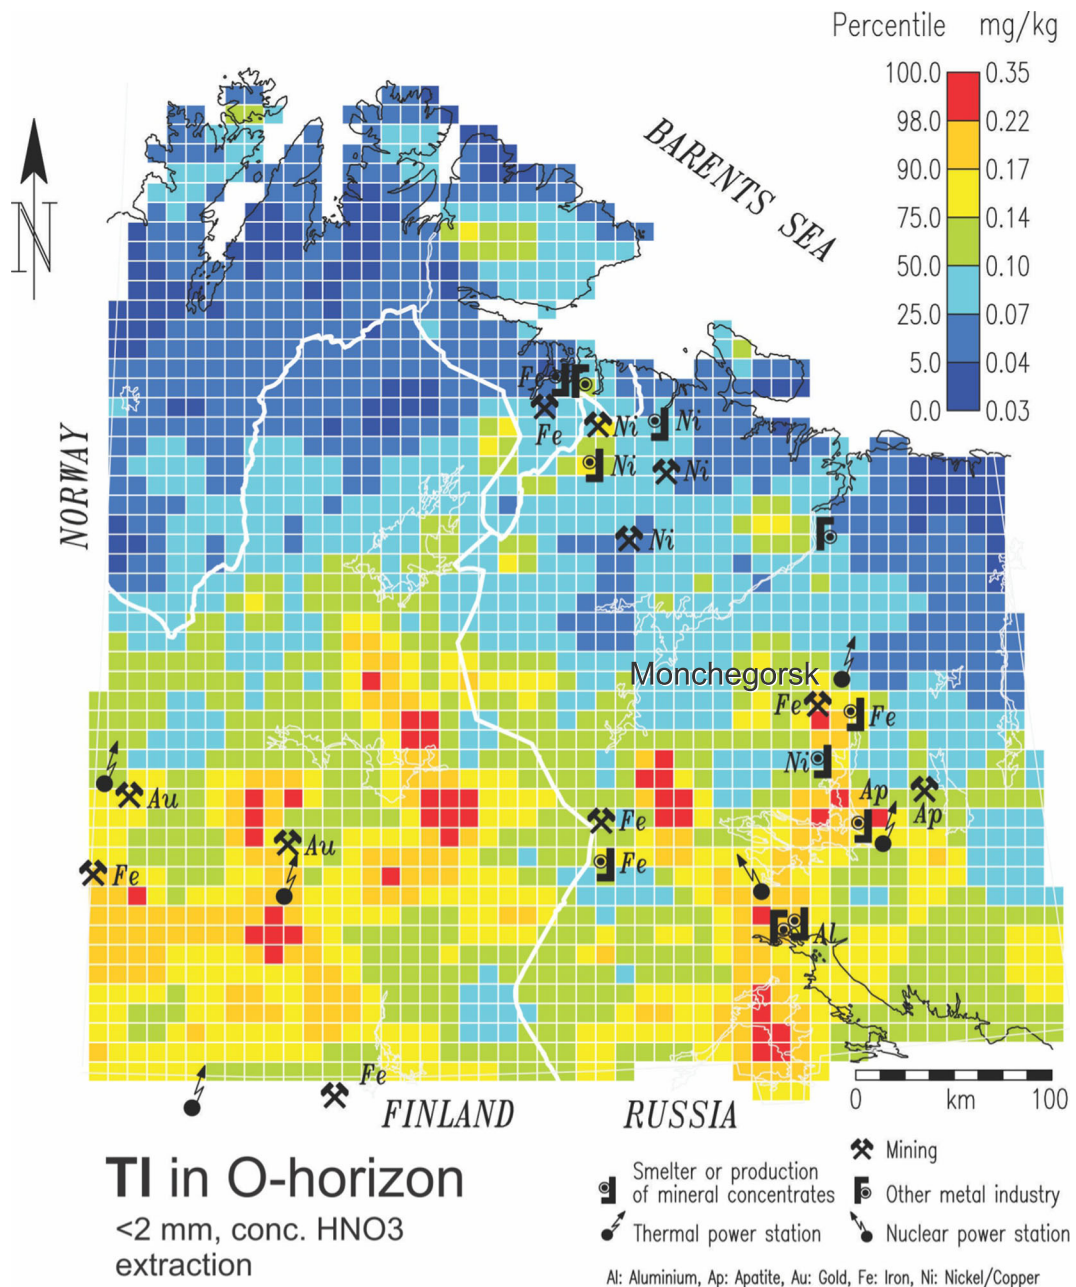 Percentile mg/kg
100.0 0.35
98.0 0.22
90.0 0.17
75.0 0.14
50.0 0.10
25.0 0.07
5.0 0.04
0.0 0.03
BARENTS SEA
N
NORWAY
Fe
Fe
Ni
Ni
Ni
Ni
Ni
Monchegorsk
Fe
Fe
Ni
Ap
Ap
Au
Au
Fe
Fe
Fe
Al
Fe
FINLAND
RUSSIA
0 km 100
Tl in O-horizon
<2 mm, conc. HNO3
extraction
Smelter or production
of mineral concentrates
Thermal power station
Mining
Other metal industry
Nuclear power station
Al: Aluminium, Ap: Apatite, Au: Gold, Fe: Iron, Ni: Nickel/Copper